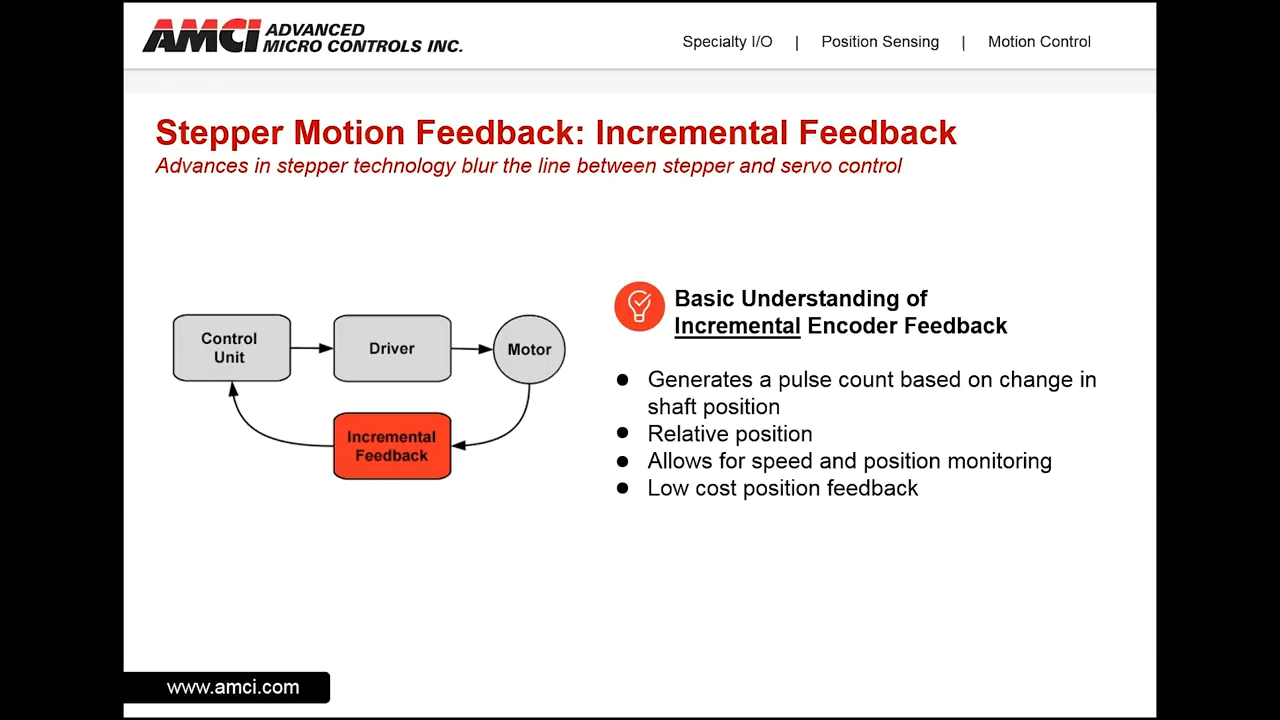 AMCI ADVANCED
MICRO CONTROLS INC.
Specialty I/O | Position Sensing | Motion Control
Stepper Motion Feedback: Incremental Feedback
Advances in stepper technology blur the line between stepper and servo control
Control
Unit
Driver
Motor
Incremental
Feedback
Basic Understanding of
Incremental Encoder Feedback
● Generates a pulse count based on change in
shaft position
● Relative position
● Allows for speed and position monitoring
● Low cost position feedback
www.amci.com